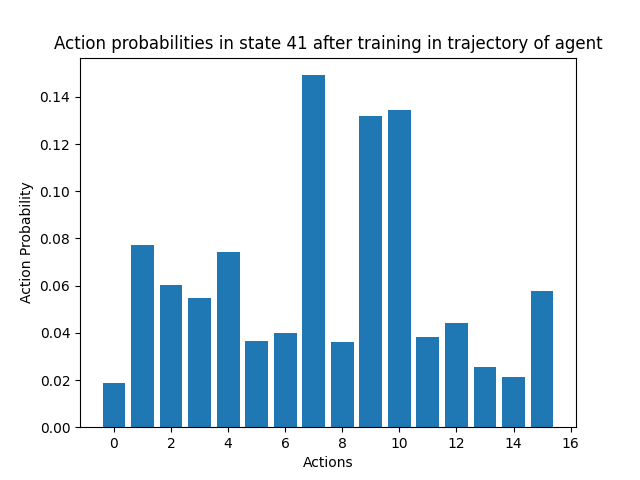 Action probabilities in state 41 after training in trajectory of agent
0.14
0.12
0.10
0.08
0.06
0.04
0.02
0.00
Action Probability
0 2 4 6 8 10 12 14 16
Actions